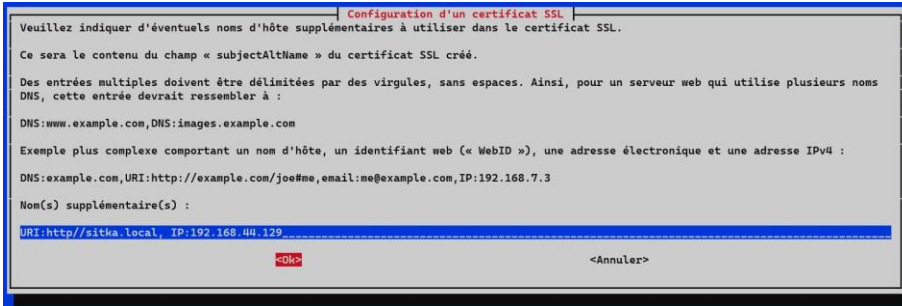 Configuration d'un certificat SSL
Veuillez indiquer d'éventuels noms d'hôte supplémentaires à utiliser dans le certificat SSL.
Ce sera le contenu du champ « subjectAltName » du certificat SSL créé.
Des entrées multiples doivent être délimitées par des virgules, sans espaces. Ainsi, pour un serveur web qui utilise plusieurs noms
DNS, cette entrée devrait ressembler à :
DNS:www.example.com,DNS:images.example.com
Exemple plus complexe comportant un nom d'hôte, un identifiant web (« WebID »), une adresse électronique et une adresse IPv4 :
DNS:example.com,URI:http://example.com/joe#me,email:me@example.com,IP:192.168.7.3
Nom(s) supplémentaire(s) :
URI:http//sitka.local, IP:192.168.44.129
<Ok> <Annuler>